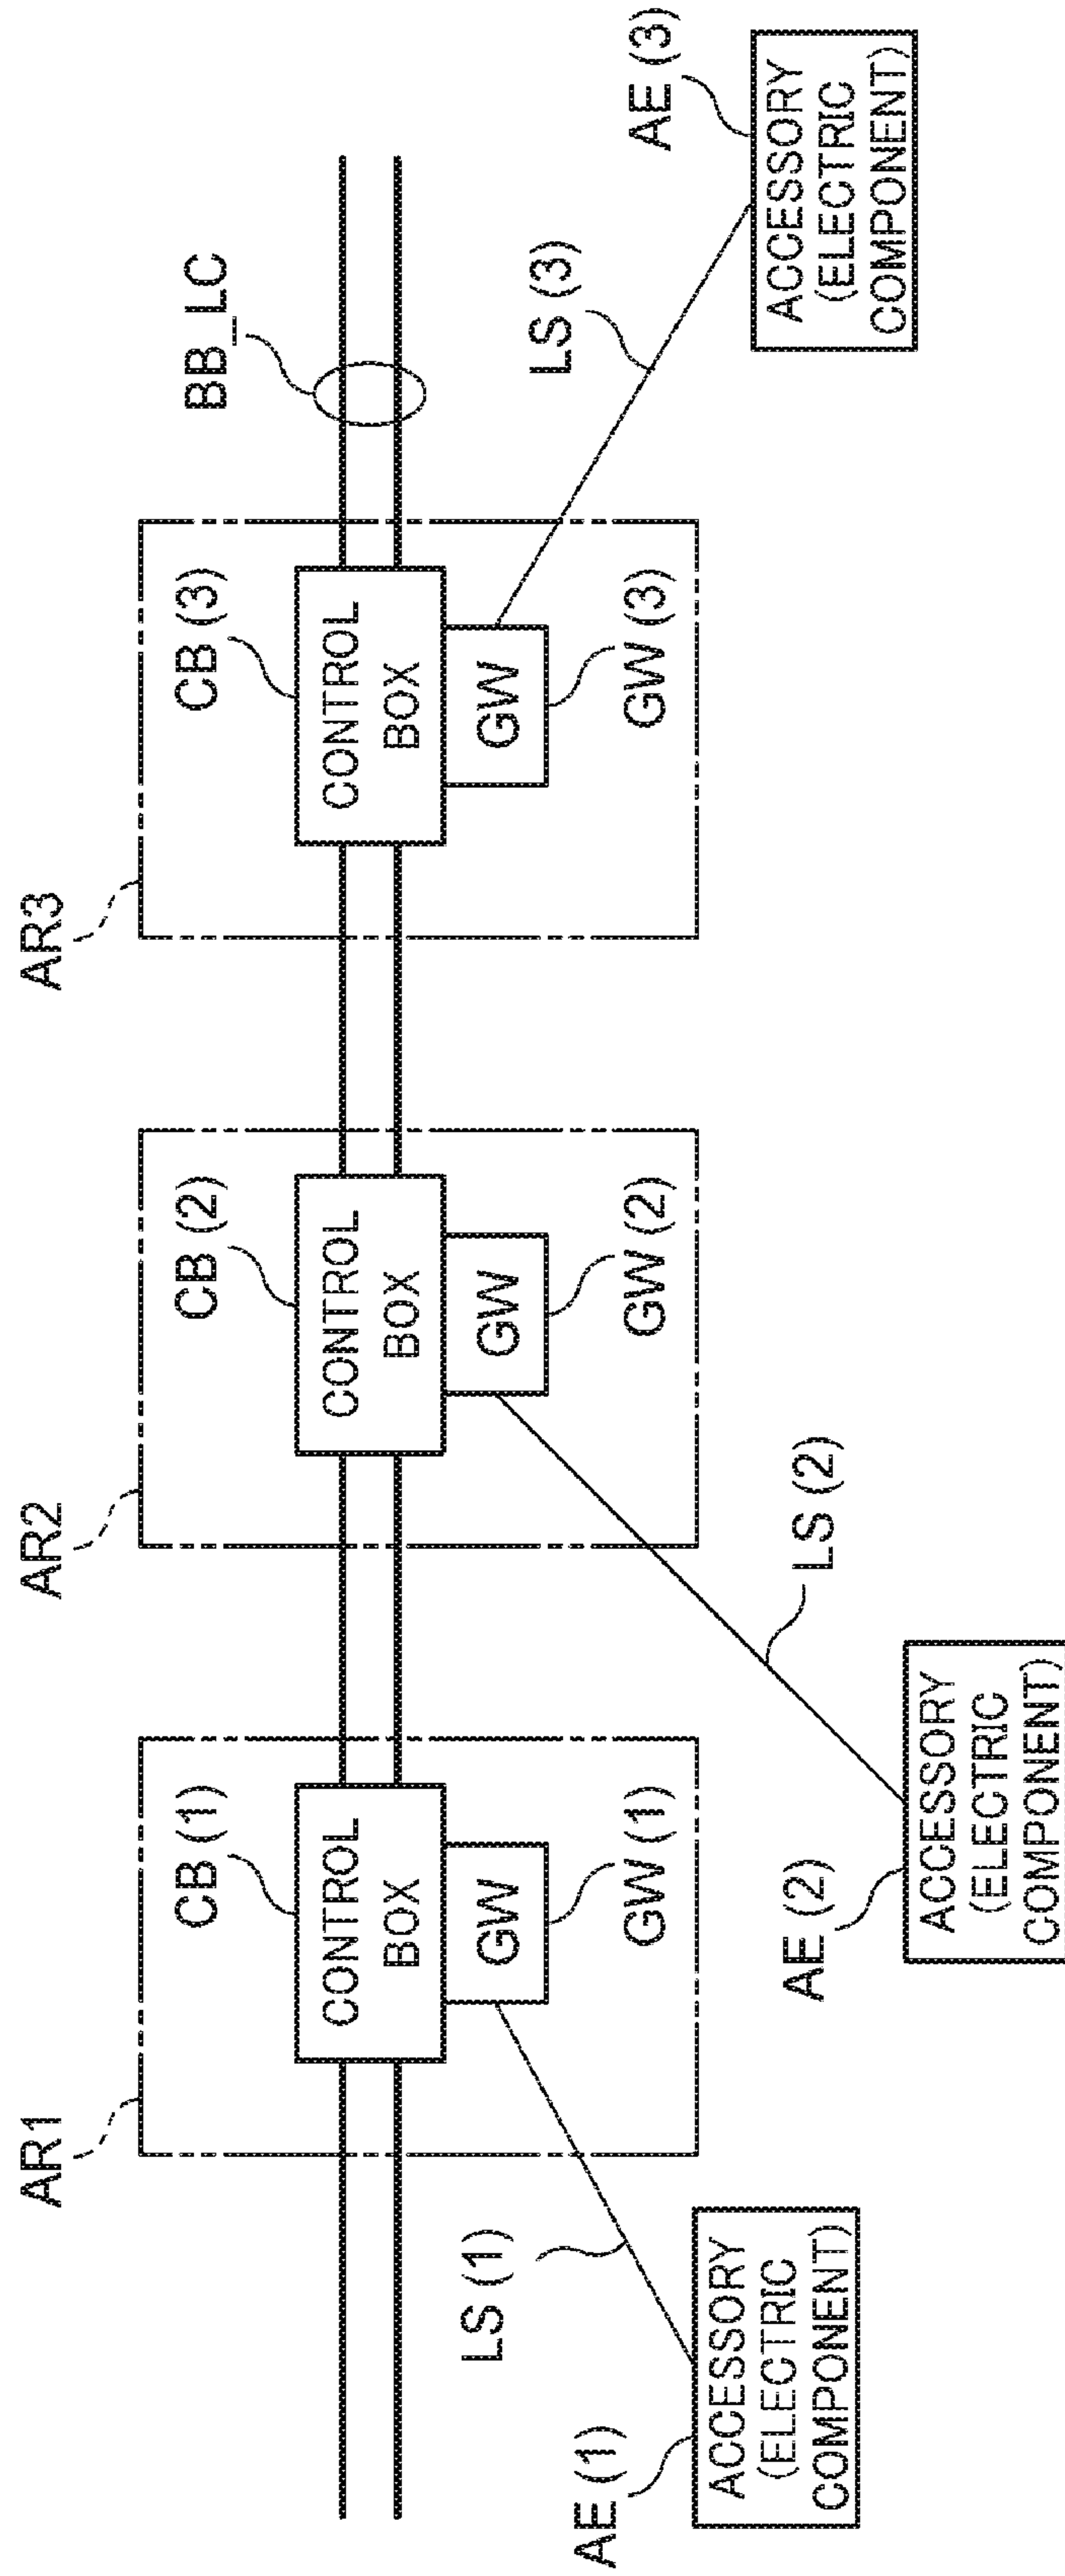 AR1
AR2
AR3
CB (1)
CB (2)
CB (3)
BB_LC
CONTROL
BOX
CONTROL
BOX
CONTROL
BOX
GW
GW
GW
GW (1)
GW (2)
GW (3)
LS (1)
LS (2)
LS (3)
AE (1)
AE (2)
AE (3)
ACCESSORY
(ELECTRIC
COMPONENT)
ACCESSORY
(ELECTRIC
COMPONENT)
ACCESSORY
(ELECTRIC
COMPONENT)